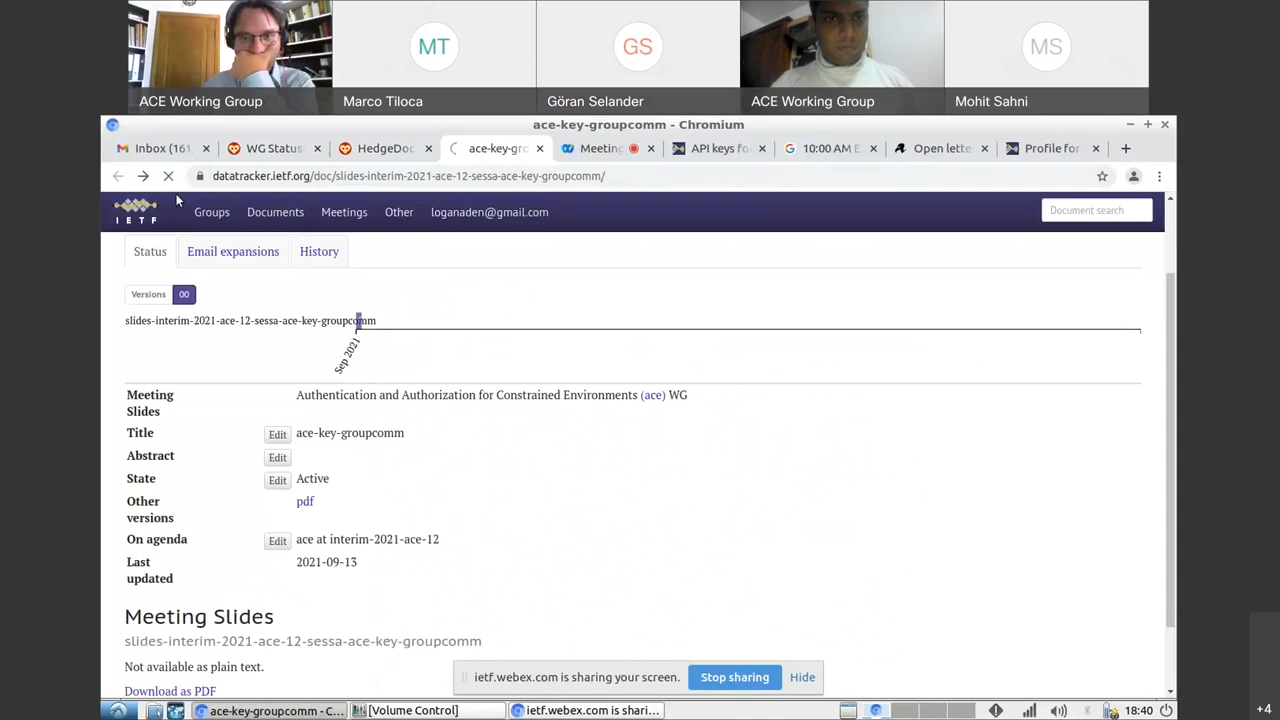 MT
GS
MS
ACE Working Group
Marco Tiloca
Göran Selander
ACE Working Group
Mohit Sahni
ace-key-groupcomm - Chromium
Inbox (161,
WG Status
HedgeDoc
ace-key-gro
Meeting
API keys fo
10:00 AM E
Open lette
Profile for
datatracker.ietf.org/doc/slides-interim-2021-ace-12-sessa-ace-key-groupcomm/
IETF
Groups
Documents
Meetings
Other
loganaden@gmail.com
Document search
Status
Email expansions
History
Versions
00
slides-interim-2021-ace-12-sessa-ace-key-groupcomm
Sep 2021
Meeting Slides
Authentication and Authorization for Constrained Environments (ace) WG
Title
Edit
ace-key-groupcomm
Abstract
Edit
State
Edit
Active
Other versions
pdf
On agenda
Edit
ace at interim-2021-ace-12
Last updated
2021-09-13
Meeting Slides
slides-interim-2021-ace-12-sessa-ace-key-groupcomm
Not available as plain text.
Download as PDF
ietf.webex.com is sharing your screen.
Stop sharing
Hide
ace-key-groupcomm - C...
[Volume Control]
ietf.webex.com is shari...
18:40
+4